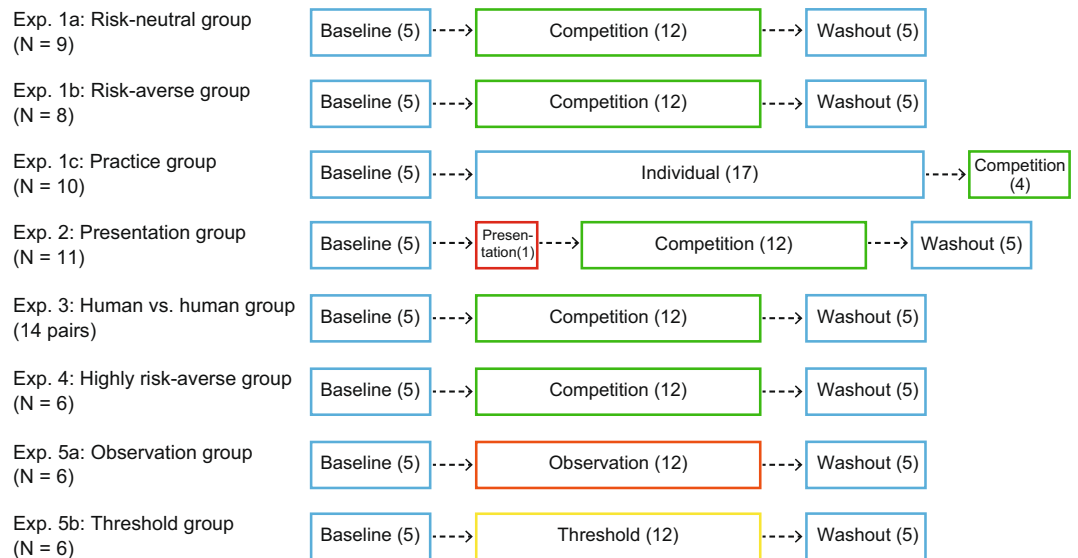 Exp. 1a: Risk-neutral group
(N = 9)
Baseline (5)
Competition (12)
Washout (5)
Exp. 1b: Risk-averse group
(N = 8)
Baseline (5)
Competition (12)
Washout (5)
Exp. 1c: Practice group
(N = 10)
Baseline (5)
Individual (17)
Competition
(4)
Exp. 2: Presentation group
(N = 11)
Baseline (5)
Presen-
tation(1)
Competition (12)
Washout (5)
Exp. 3: Human vs. human group
(14 pairs)
Baseline (5)
Competition (12)
Washout (5)
Exp. 4: Highly risk-averse group
(N = 6)
Baseline (5)
Competition (12)
Washout (5)
Exp. 5a: Observation group
(N = 6)
Baseline (5)
Observation (12)
Washout (5)
Exp. 5b: Threshold group
(N = 6)
Baseline (5)
Threshold (12)
Washout (5)